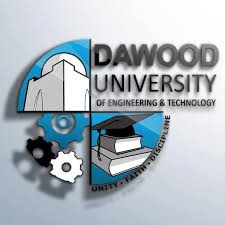 DAWOOD
UNIVERSITY
OF ENGINEERING & TECHNOLOGY
UNITY • FAITH • DISCIPLINE